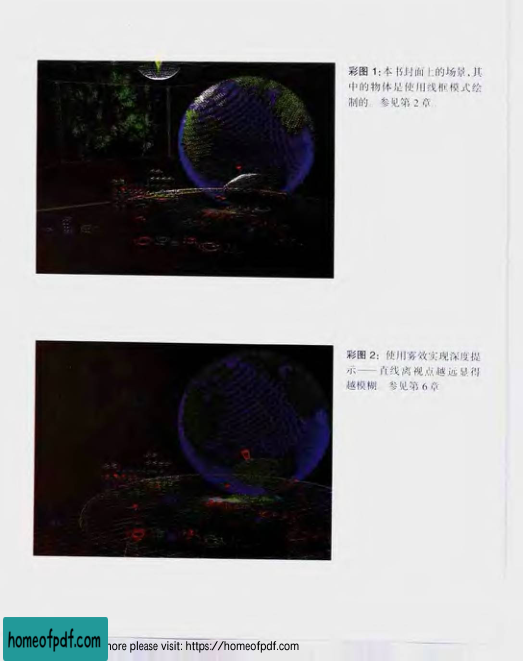 彩图 1：本书封面上的场景，其
中的物体是使用线框模式绘
制的。参见第 2 章
彩图 2：使用雾效实现深度提
示——直线离视点越远显得
越模糊。参见第 6 章
homeofpdf.com
more please visit: https://homeofpdf.com